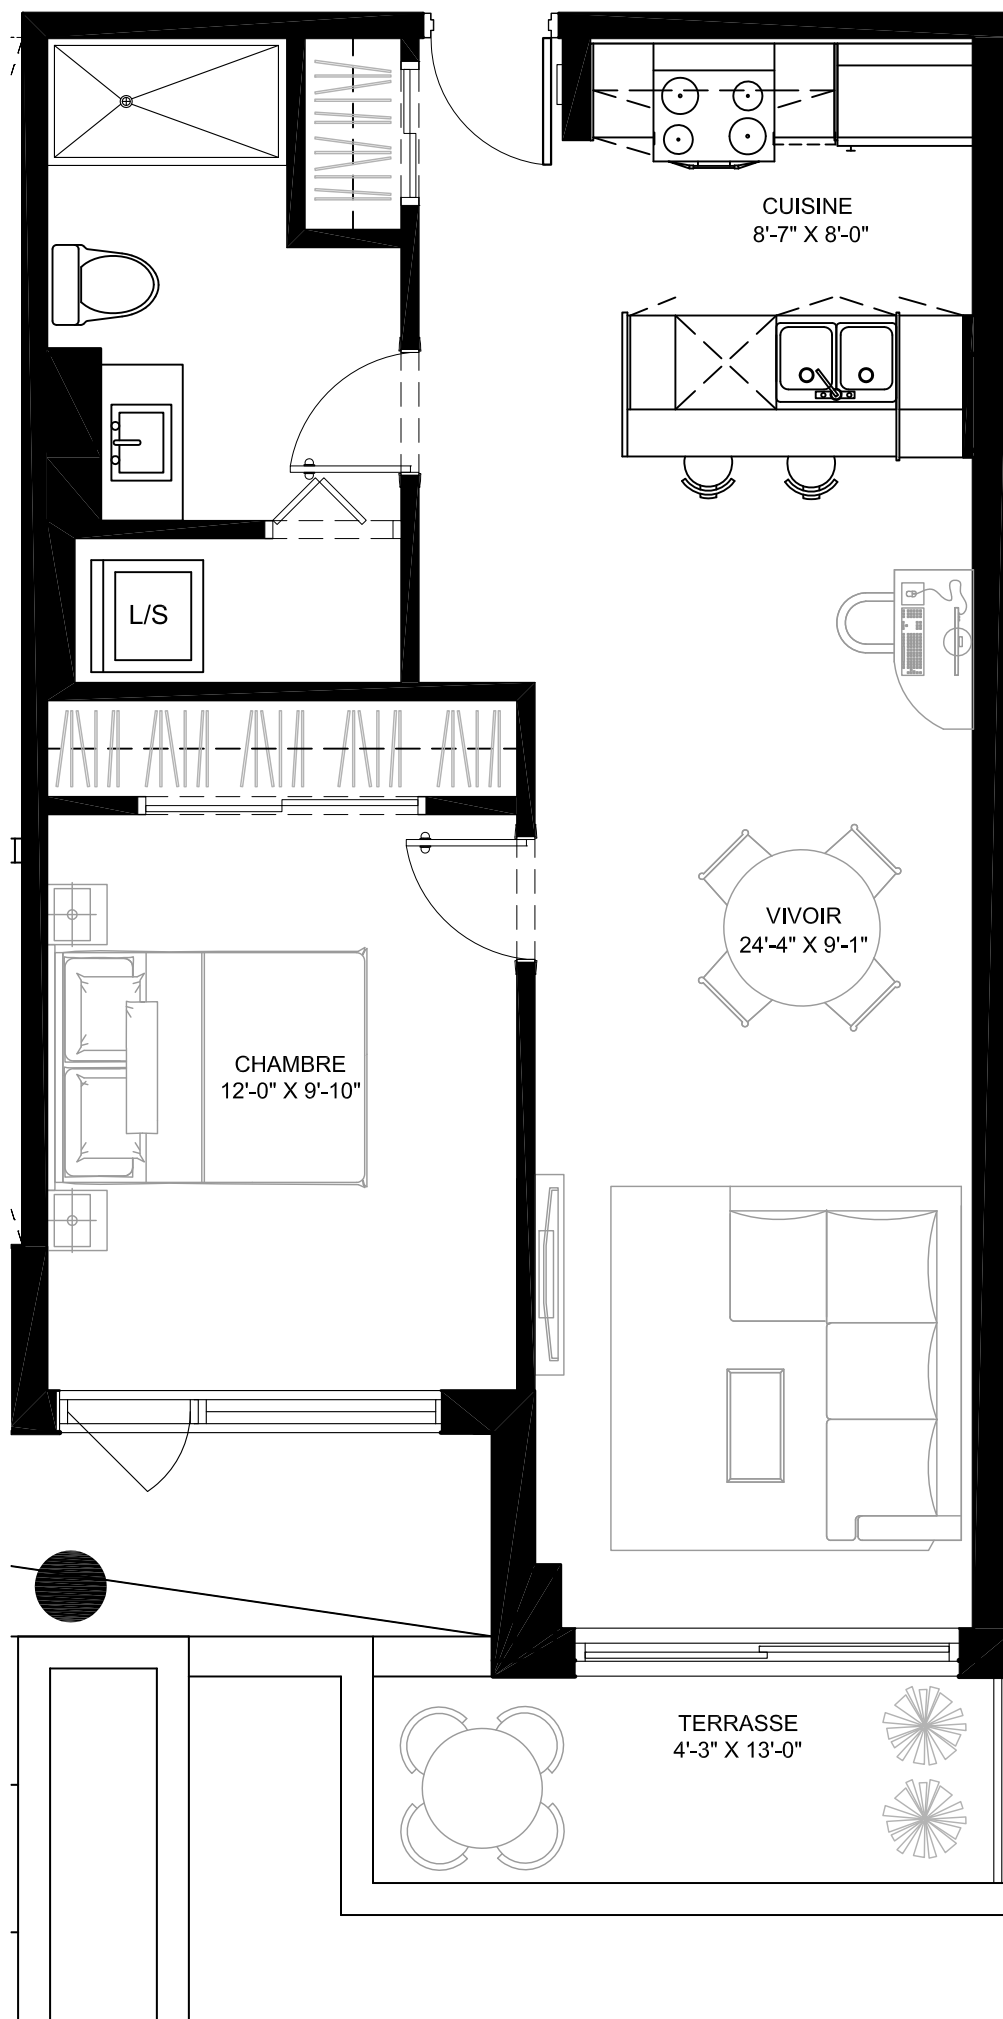 CUISINE
8'-7" X 8'-0"
L/S
VIVOIR
24'-4" X 9'-1"
CHAMBRE
12'-0" X 9'-10"
TERRASSE
4'-3" X 13'-0"